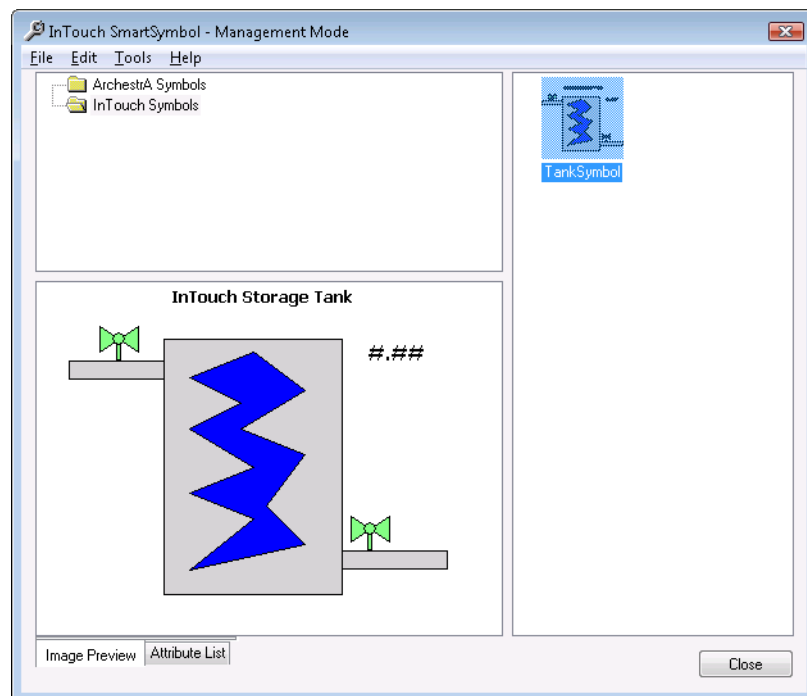 InTouch SmartSymbol - Management Mode
File Edit Tools Help
ArchestrA Symbols
InTouch Symbols
TankSymbol
InTouch Storage Tank
#.##
Image Preview
Attribute List
Close